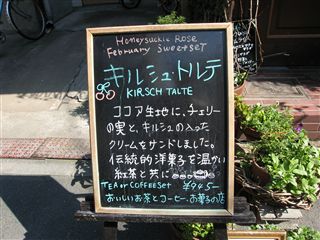 Honeysuckle Rose
February SweetSET
キルシュ・トルテ
KIRSCH TALTE
ココア生地に、チェリー
の実と、キルシュの入った
クリームをサンドしました。
伝統的洋菓子を温かい
紅茶と共に
TEA or COFFEE Set ¥945-
おいしいお茶とコーヒー、お菓子の店